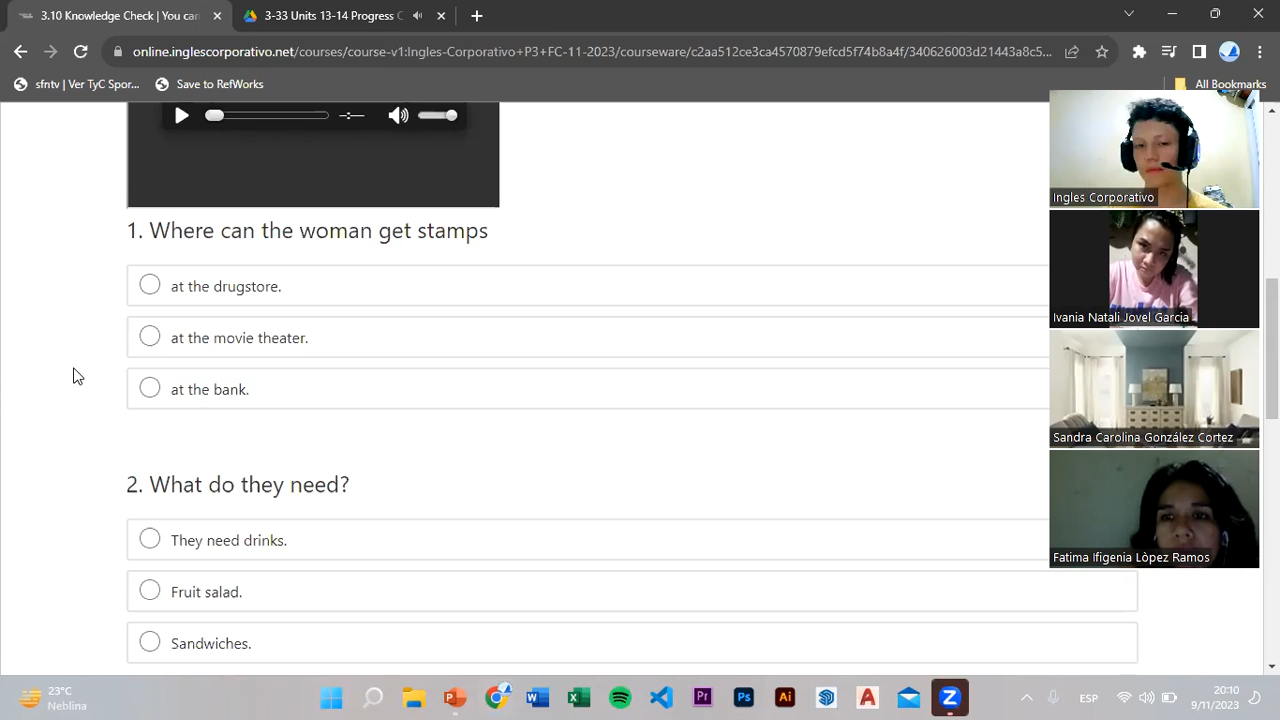 3.10 Knowledge Check | You can
3-33 Units 13-14 Progress C
online.inglescorporativo.net/courses/course-v1:Ingles-Corporativo+P3+FC-11-2023/courseware/c2aa512ce3ca4570879efcd5f74b8a4f/340626003d21443a8c5...
sfntv | Ver TyC Spor...
Save to RefWorks
All Bookmarks
Ingles Corporativo
1. Where can the woman get stamps
at the drugstore.
Ivania Natali Jovel Garcia
at the movie theater.
at the bank.
Sandra Carolina González Cortez
2. What do they need?
They need drinks.
Fatima Ifigenia Lòpez Ramos
Fruit salad.
Sandwiches.
23°C
Neblina
ESP
20:10
9/11/2023